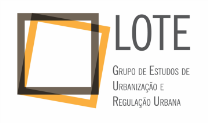 LOTE
GRUPO DE ESTUDOS DE
URBANIZAÇÃO E
REGULAÇÃO URBANA